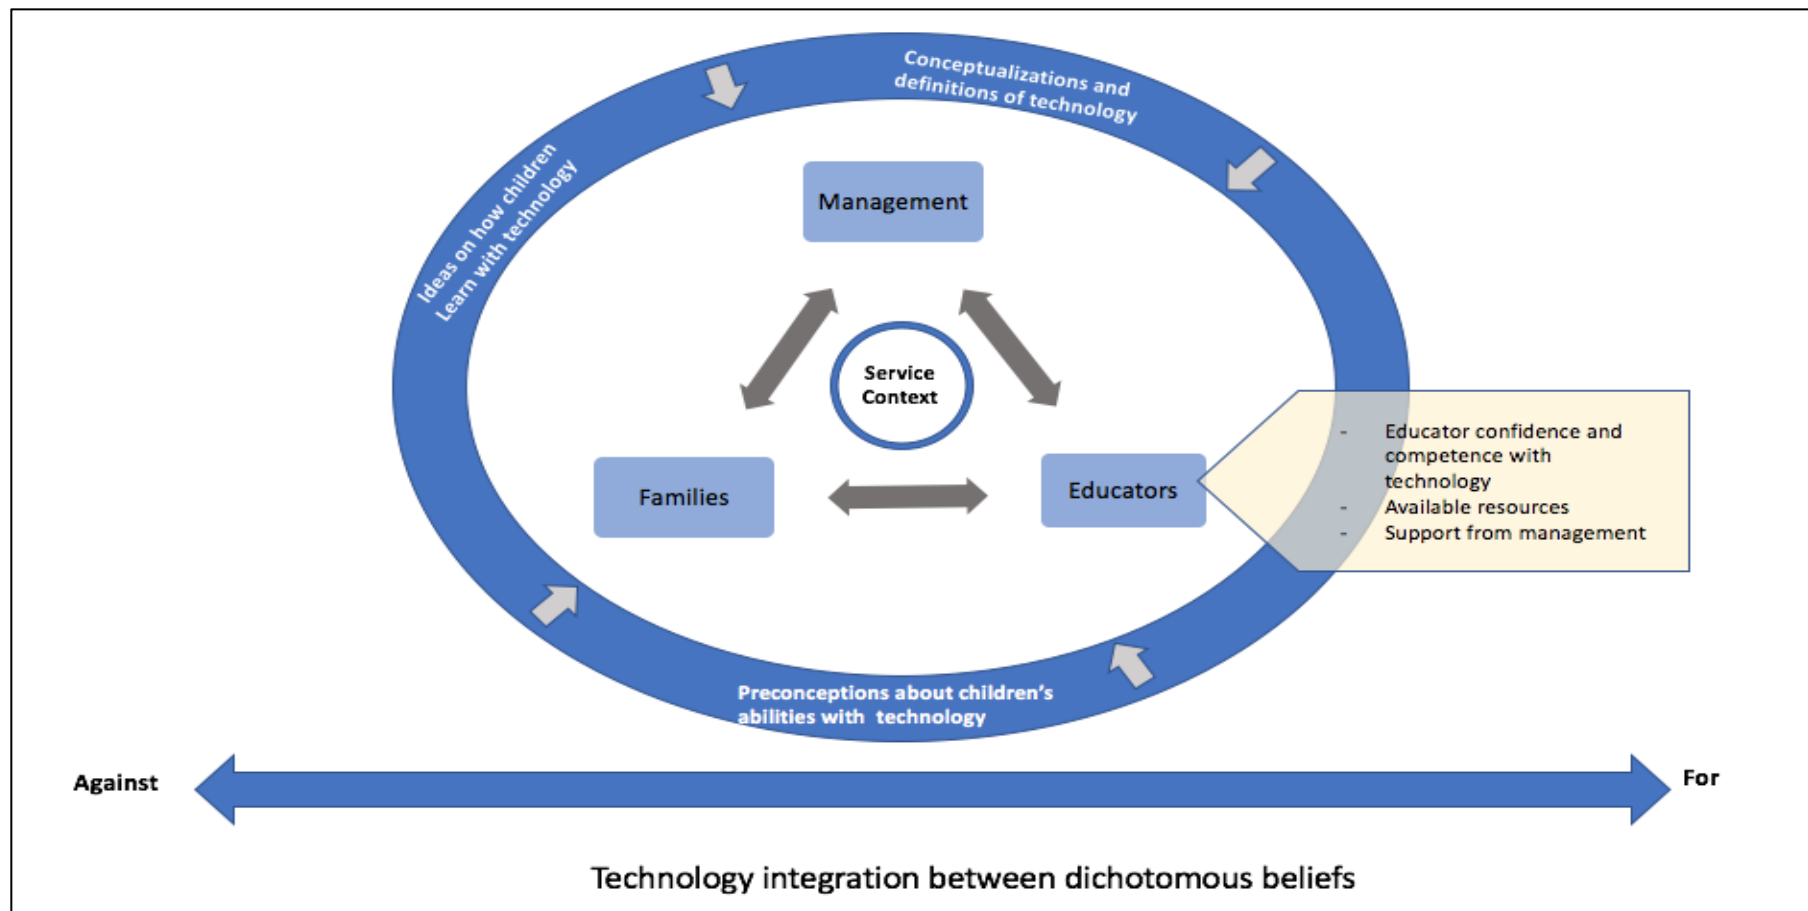 Conceptualizations and
definitions of technology
Ideas on how children
Learn with technology
Management
Service
Context
Families
Educators
- Educator confidence and
competence with
technology
- Available resources
- Support from management
Preconceptions about children’s
abilities with technology
Against
For
Technology integration between dichotomous beliefs